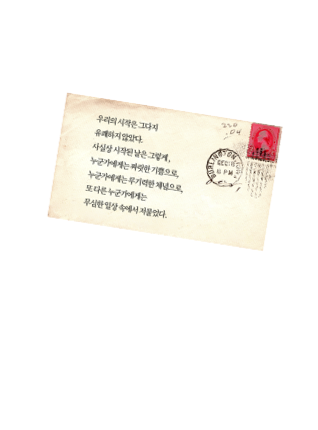 우리의 시작은 그다지
유쾌하지 않았다.
사실상 시작된 날은 그렇게,
누군가에게는 짜릿한 기쁨으로,
누군가에게는 무기력한 체념으로,
또 다른 누군가에게는
무심한 일상 속에서 저물었다.
BURLINGTON
DEC 16
6 PM